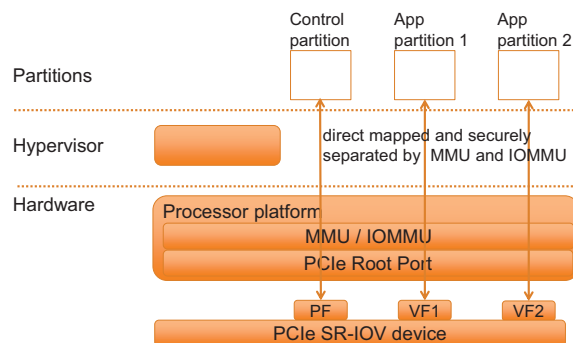 Control partition
App partition 1
App partition 2
Partitions
Hypervisor
direct mapped and securely
separated by MMU and IOMMU
Hardware
Processor platform
MMU / IOMMU
PCIe Root Port
PF
VF1
VF2
PCIe SR-IOV device